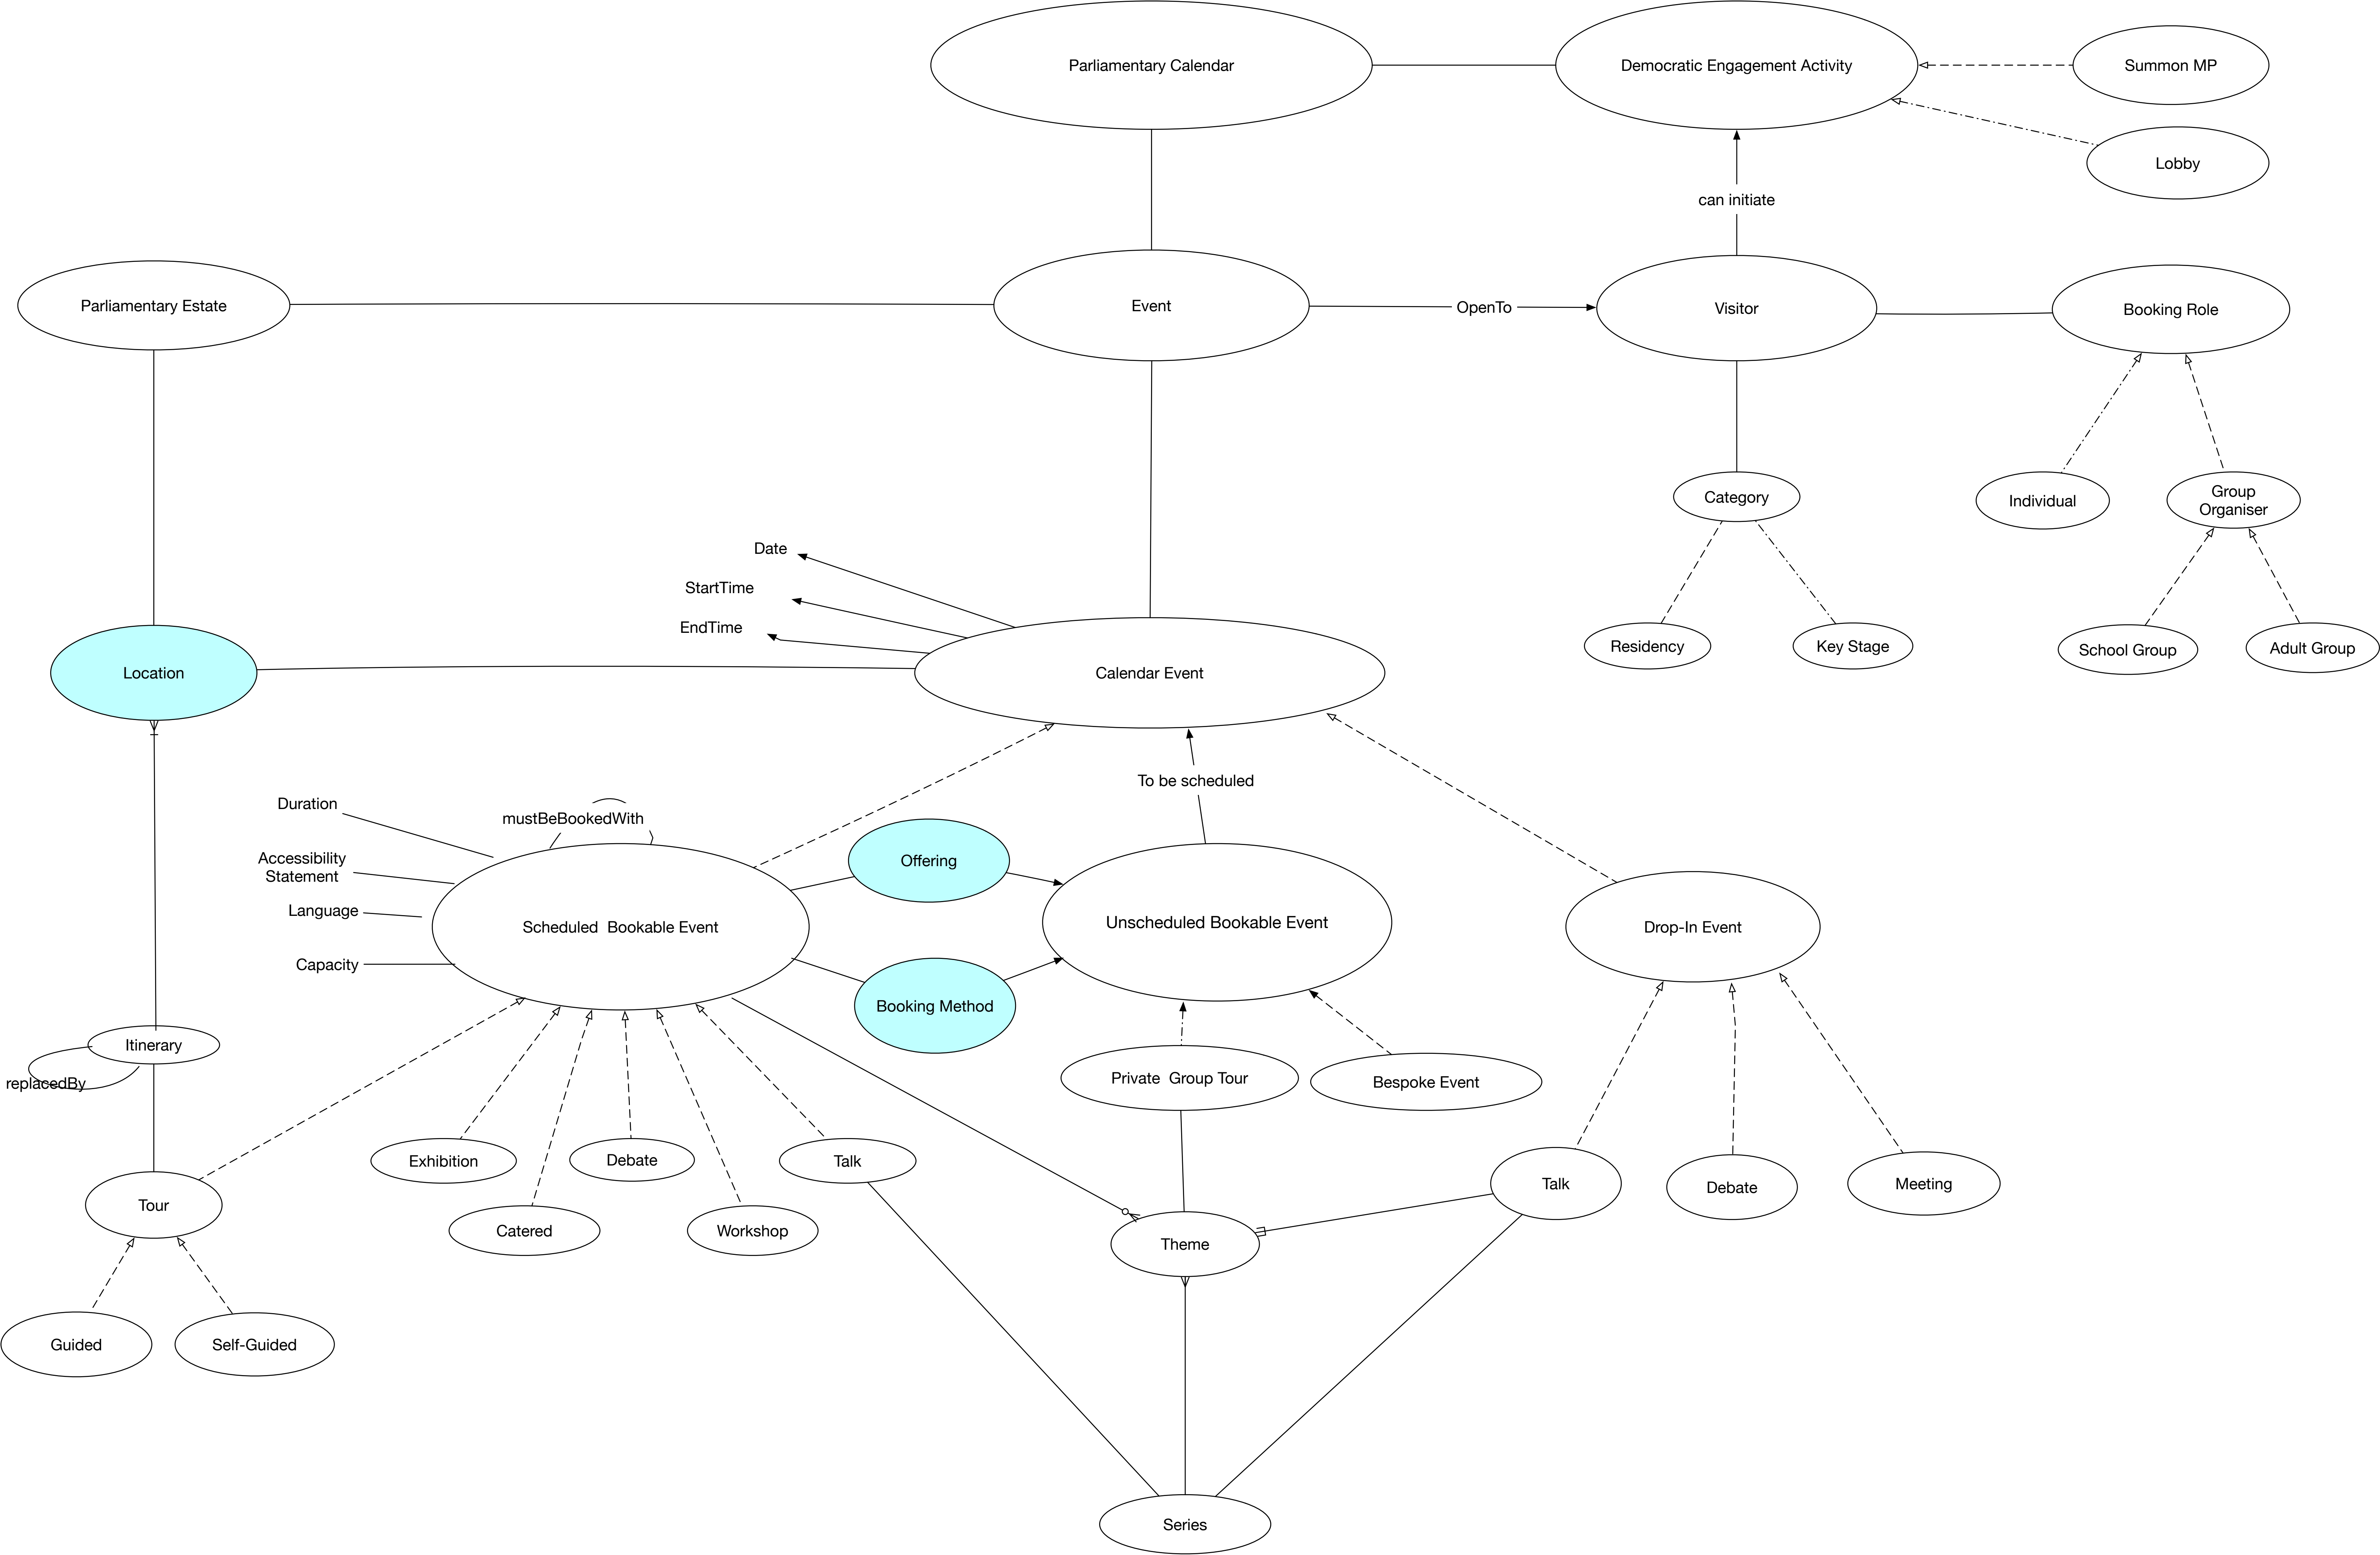 Parliamentary Calendar
Democratic Engagement Activity
Summon MP
Lobby
can initiate
Parliamentary Estate
Event
OpenTo
Visitor
Booking Role
Category
Individual
Group
Organiser
Date
StartTime
EndTime
Residency
Key Stage
School Group
Adult Group
Location
Calendar Event
To be scheduled
Duration
mustBeBookedWith
Accessibility
Statement
Language
Capacity
Scheduled  Bookable Event
Offering
Booking Method
Unscheduled Bookable Event
Drop-In Event
Itinerary
replacedBy
Private  Group Tour
Bespoke Event
Exhibition
Debate
Talk
Tour
Catered
Workshop
Talk
Debate
Meeting
Theme
Guided
Self-Guided
Series